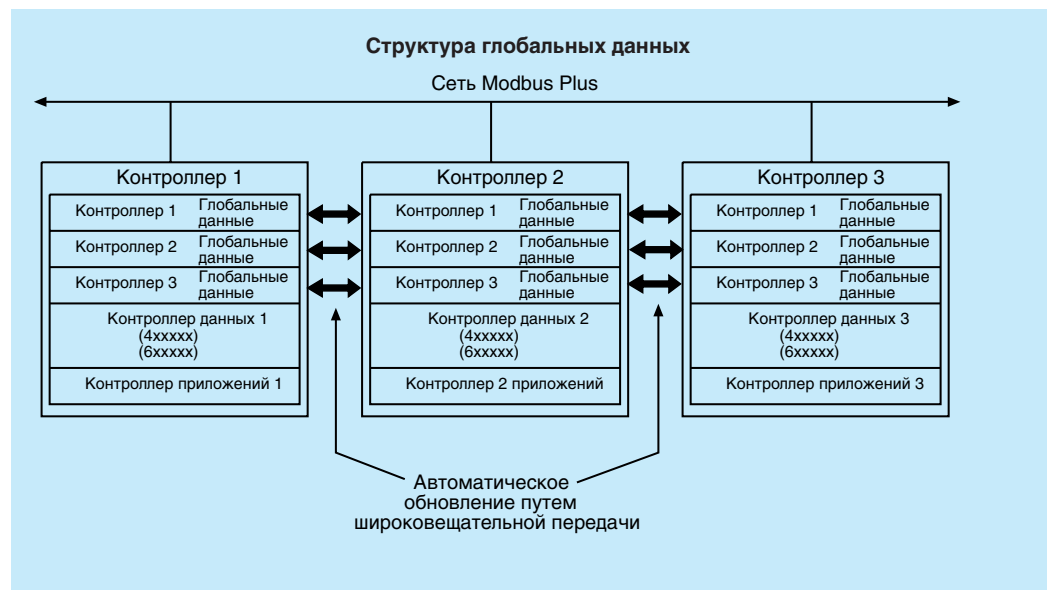 Структура глобальных данных
Сеть Modbus Plus
Контроллер 1
Контроллер 1 Глобальные
данные
Контроллер 2 Глобальные
данные
Контроллер 3 Глобальные
данные
Контроллер данных 1
(4xxxxx)
(6xxxxx)
Контроллер приложений 1
Контроллер 2
Контроллер 1 Глобальные
данные
Контроллер 2 Глобальные
данные
Контроллер 3 Глобальные
данные
Контроллер данных 2
(4xxxxx)
(6xxxxx)
Контроллер 2 приложений
Контроллер 3
Контроллер 1 Глобальные
данные
Контроллер 2 Глобальные
данные
Контроллер 3 Глобальные
данные
Контроллер данных 3
(4xxxxx)
(6xxxxx)
Контроллер приложений 3
Автоматическое
обновление путем
широковещательной передачи